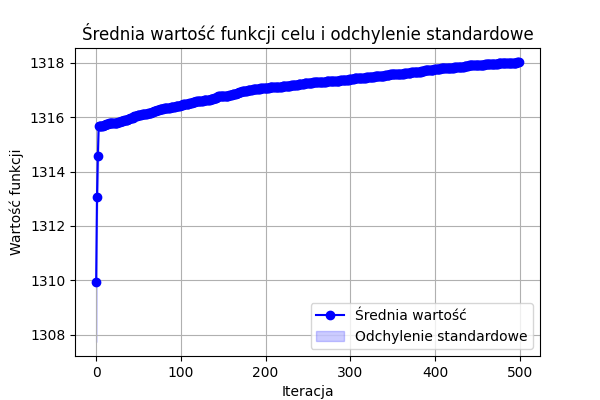 Średnia wartość funkcji celu i odchylenie standardowe
1318
1316
1314
1312
1310
1308
Wartość funkcji
0 100 200 300 400 500
Iteracja
Średnia wartość
Odchylenie standardowe